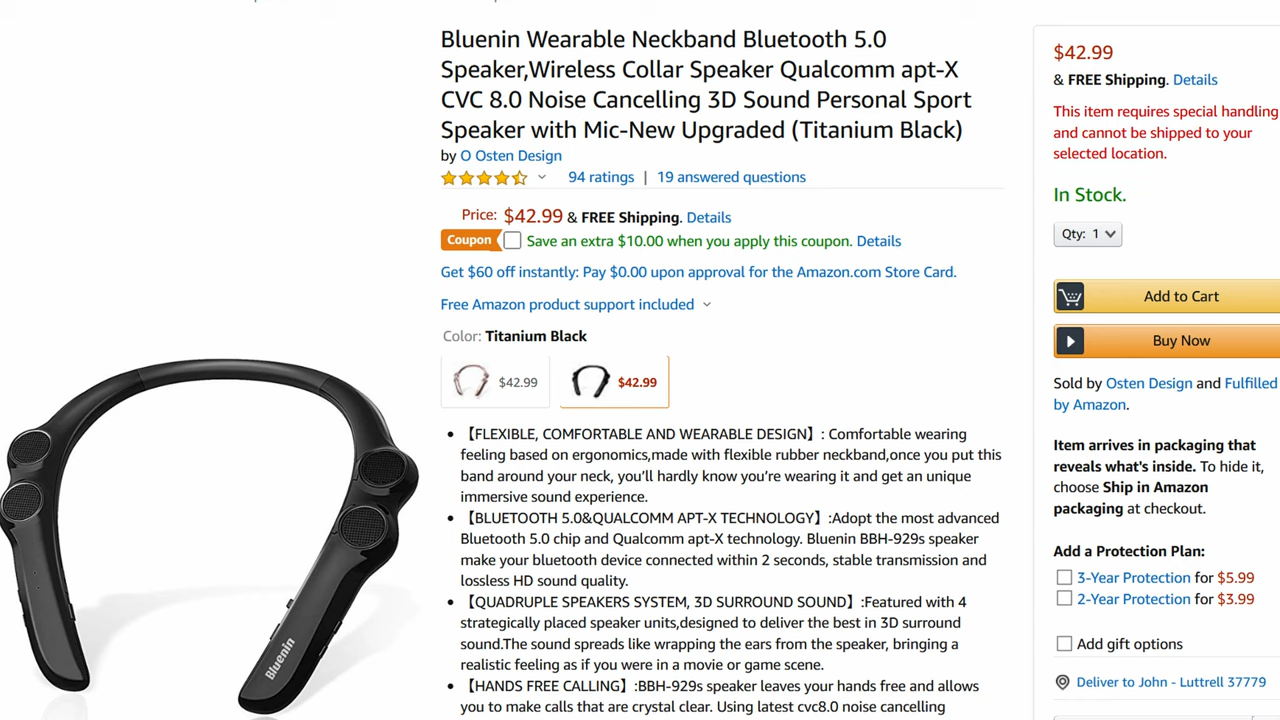 Bluenin Wearable Neckband Bluetooth 5.0
Speaker,Wireless Collar Speaker Qualcomm apt-X
CVC 8.0 Noise Cancelling 3D Sound Personal Sport
Speaker with Mic-New Upgraded (Titanium Black)
by O Osten Design
94 ratings | 19 answered questions
Price: $42.99 & FREE Shipping. Details
Coupon Save an extra $10.00 when you apply this coupon. Details
Get $60 off instantly: Pay $0.00 upon approval for the Amazon.com Store Card.
Free Amazon product support included
Color: Titanium Black
$42.99 $42.99
• 【FLEXIBLE, COMFORTABLE AND WEARABLE DESIGN】: Comfortable wearing
feeling based on ergonomics,made with flexible rubber neckband,once you put this
band around your neck, you’ll hardly know you’re wearing it and get an unique
immersive sound experience.
• 【BLUETOOTH 5.0&QUALCOMM APT-X TECHNOLOGY】:Adopt the most advanced
Bluetooth 5.0 chip and Qualcomm apt-X technology. Bluenin BBH-929s speaker
make your bluetooth device connected within 2 seconds, stable transmission and
lossless HD sound quality.
• 【QUADRUPLE SPEAKERS SYSTEM, 3D SURROUND SOUND】:Featured with 4
strategically placed speaker units,designed to deliver the best in 3D surround
sound.The sound spreads like wrapping the ears from the speaker, bringing a
realistic feeling as if you were in a movie or game scene.
• 【HANDS FREE CALLING】:BBH-929s speaker leaves your hands free and allows
you to make calls that are crystal clear. Using latest cvc8.0 noise cancelling
Bluenin
$42.99
& FREE Shipping. Details
This item requires special handling
and cannot be shipped to your
selected location.
In Stock.
Qty: 1
Add to Cart
Buy Now
Sold by Osten Design and Fulfilled
by Amazon.
Item arrives in packaging that
reveals what's inside. To hide it,
choose Ship in Amazon
packaging at checkout.
Add a Protection Plan:
3-Year Protection for $5.99
2-Year Protection for $3.99
Add gift options
Deliver to John - Luttrell 37779